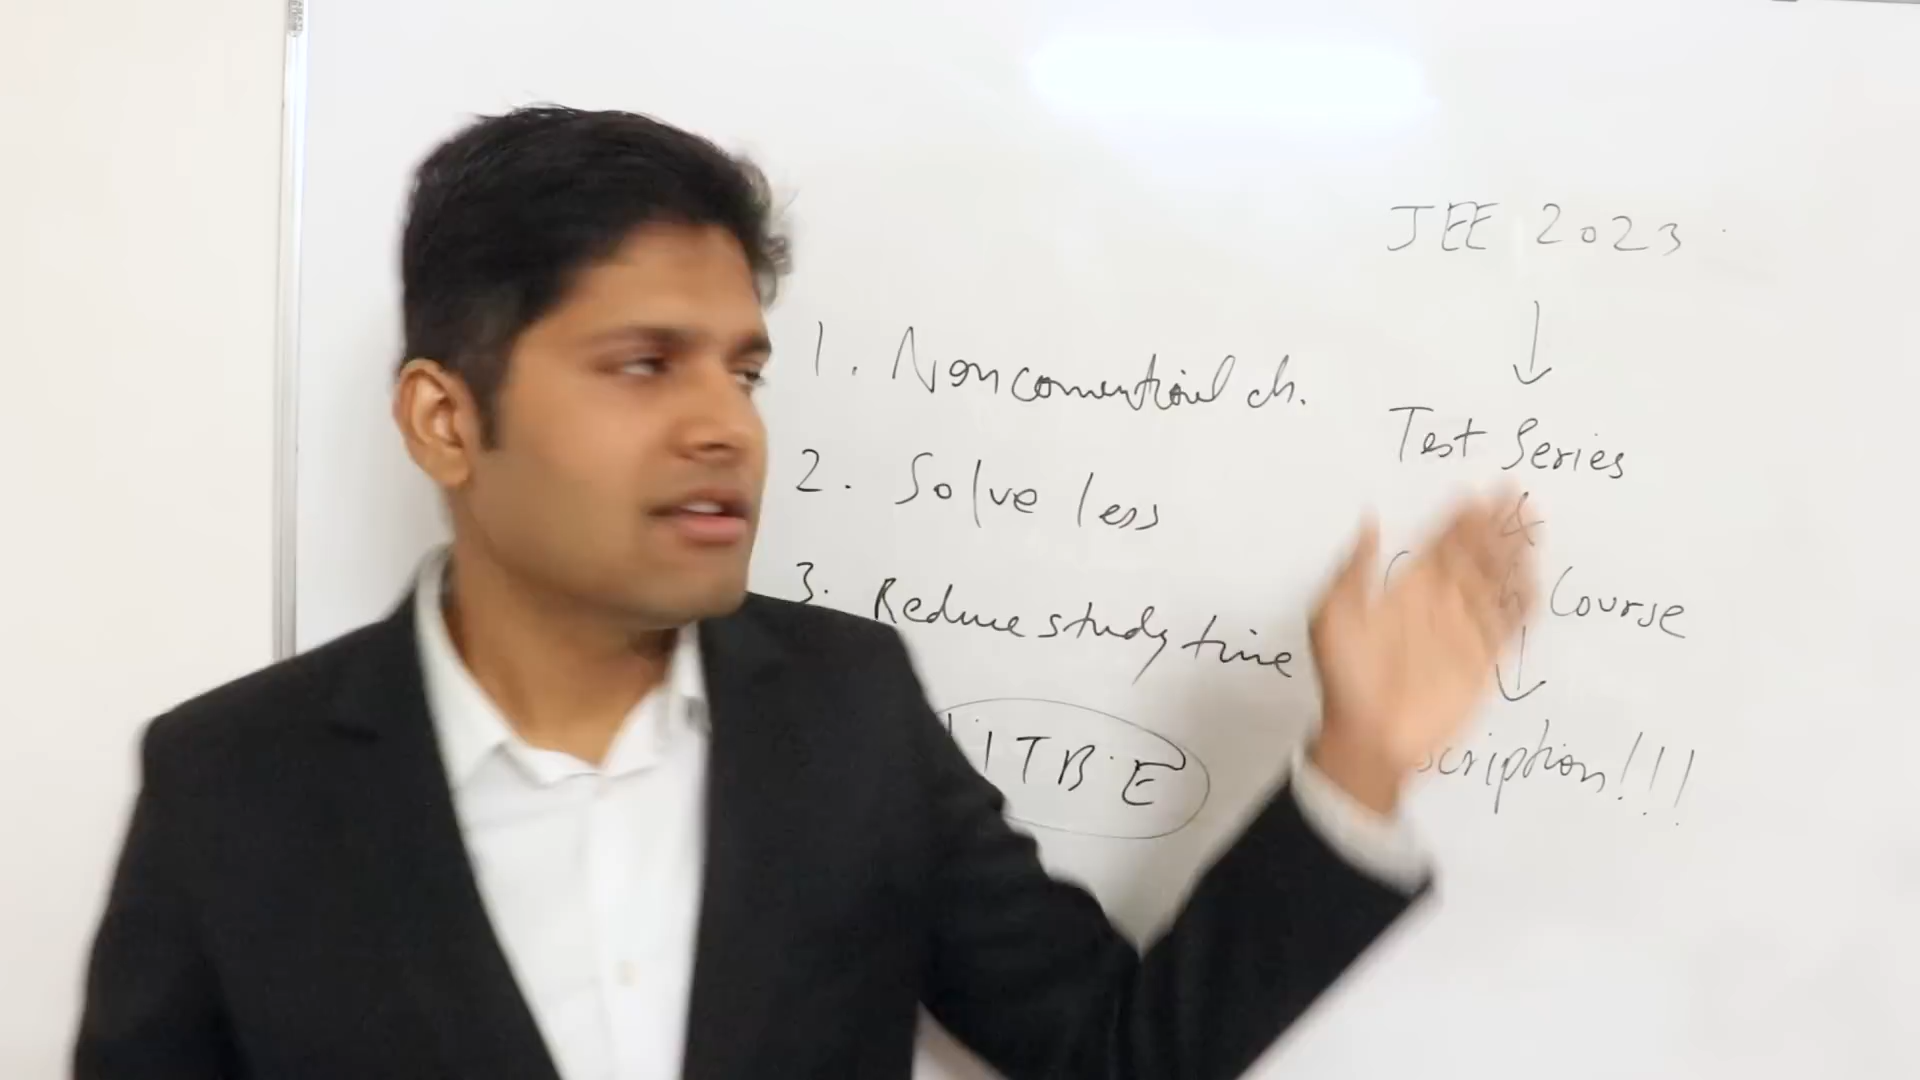 1. Nonconventional ch.
2. Solve less
3. Reduce study time
ITB.E
JEE 2023
Test Series
&
Course